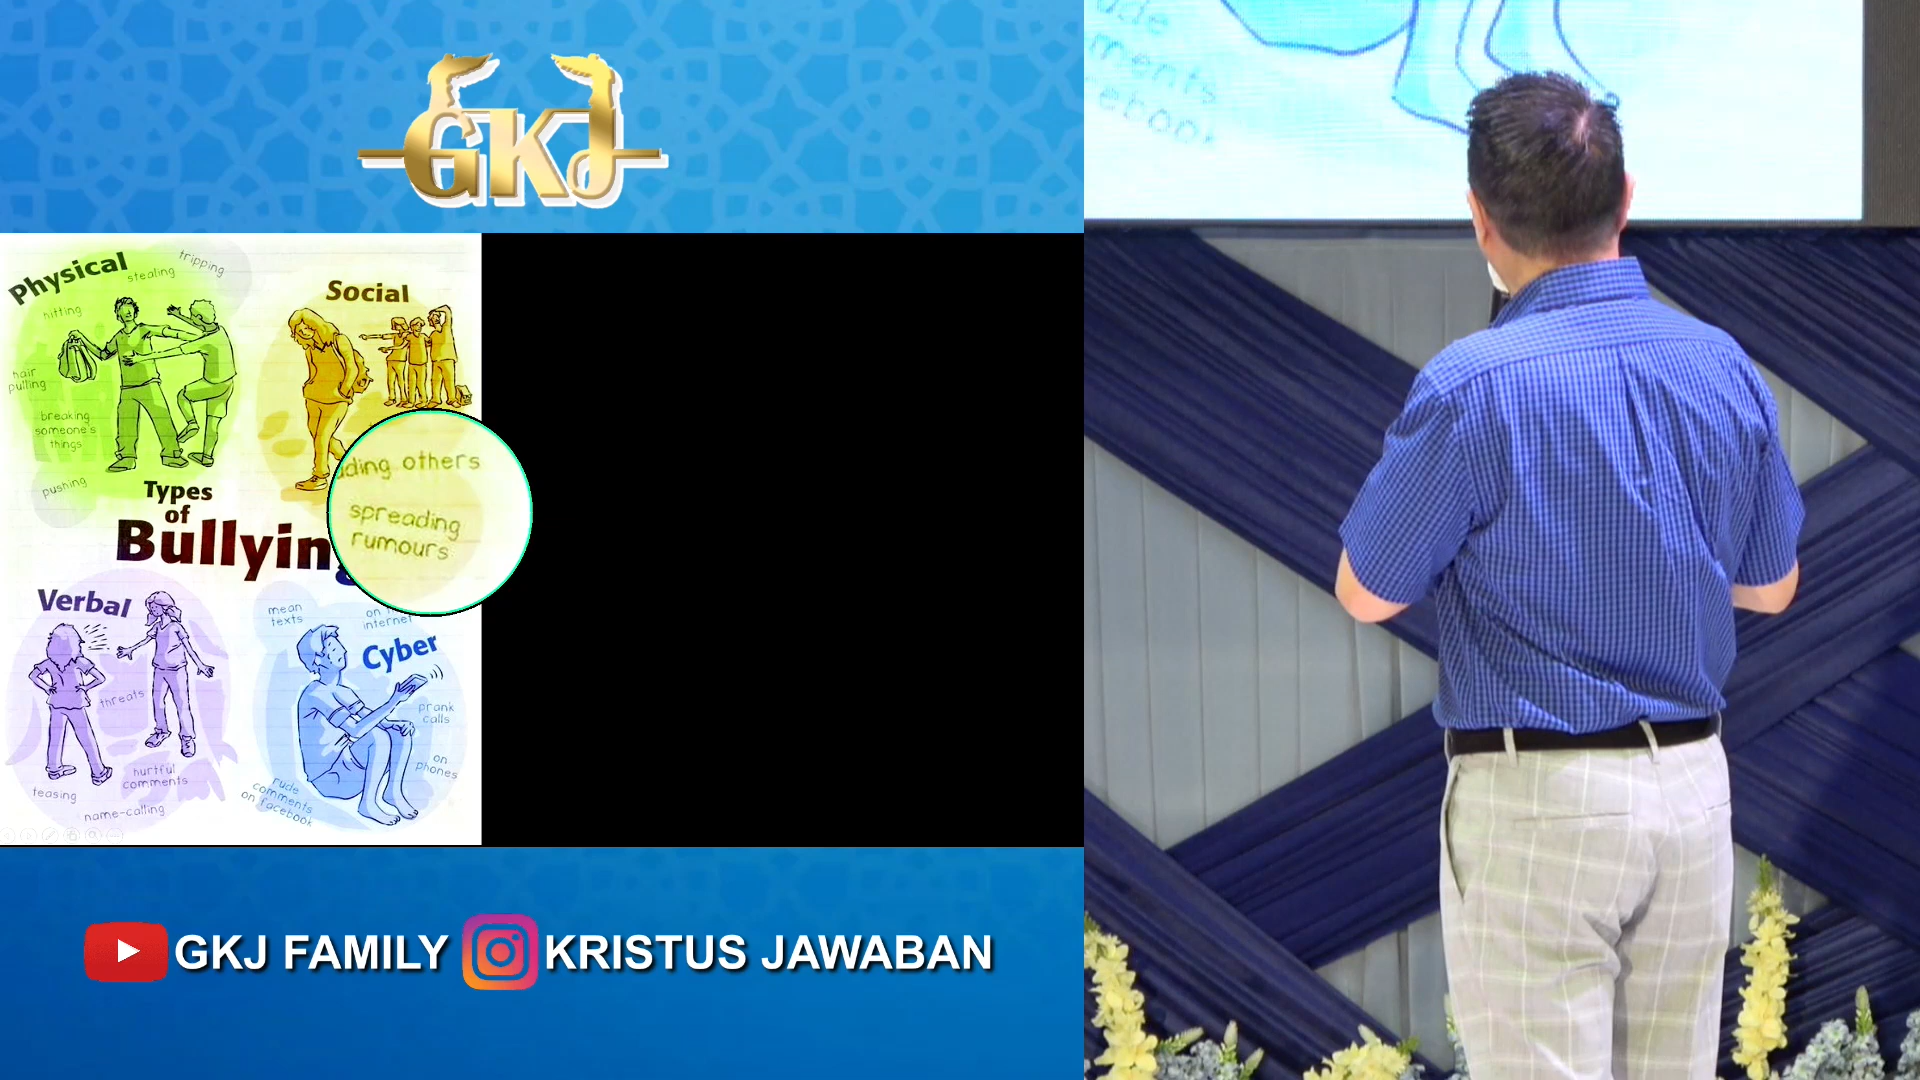 GKJ
Physical
tripping
stealing
hitting
hair
pulling
breaking
someone's
things
pushing
Social
others
spreading
rumours
Types
of
Verbal
threats
hurtful
comments
teasing
name-calling
mean
texts
on
internet
Cyber
prank
calls
on
phones
rude
comments
on facebook
GKJ FAMILY KRISTUS JAWABAN